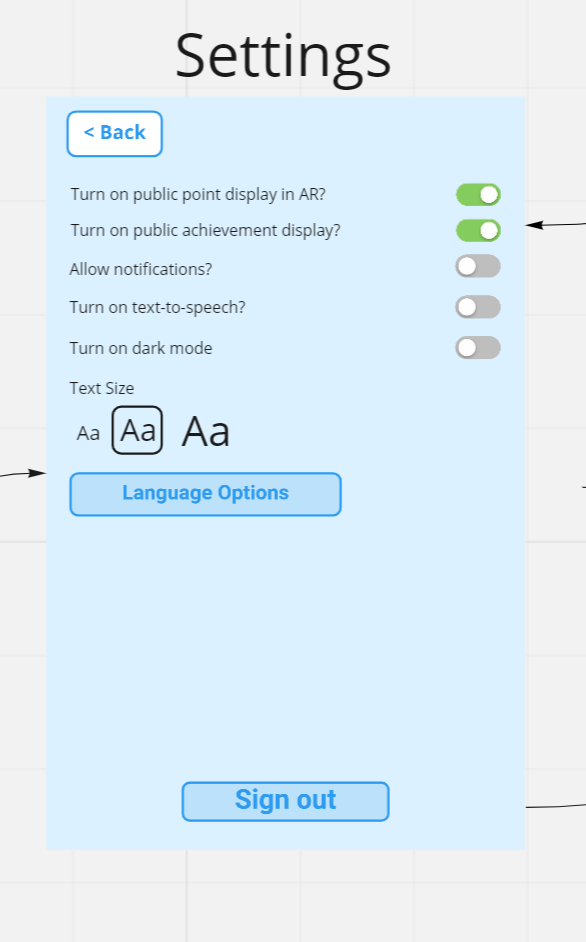 Settings
< Back
Turn on public point display in AR?
Turn on public achievement display?
Allow notifications?
Turn on text-to-speech?
Turn on dark mode
Text Size
Aa Aa Aa
Language Options
Sign out